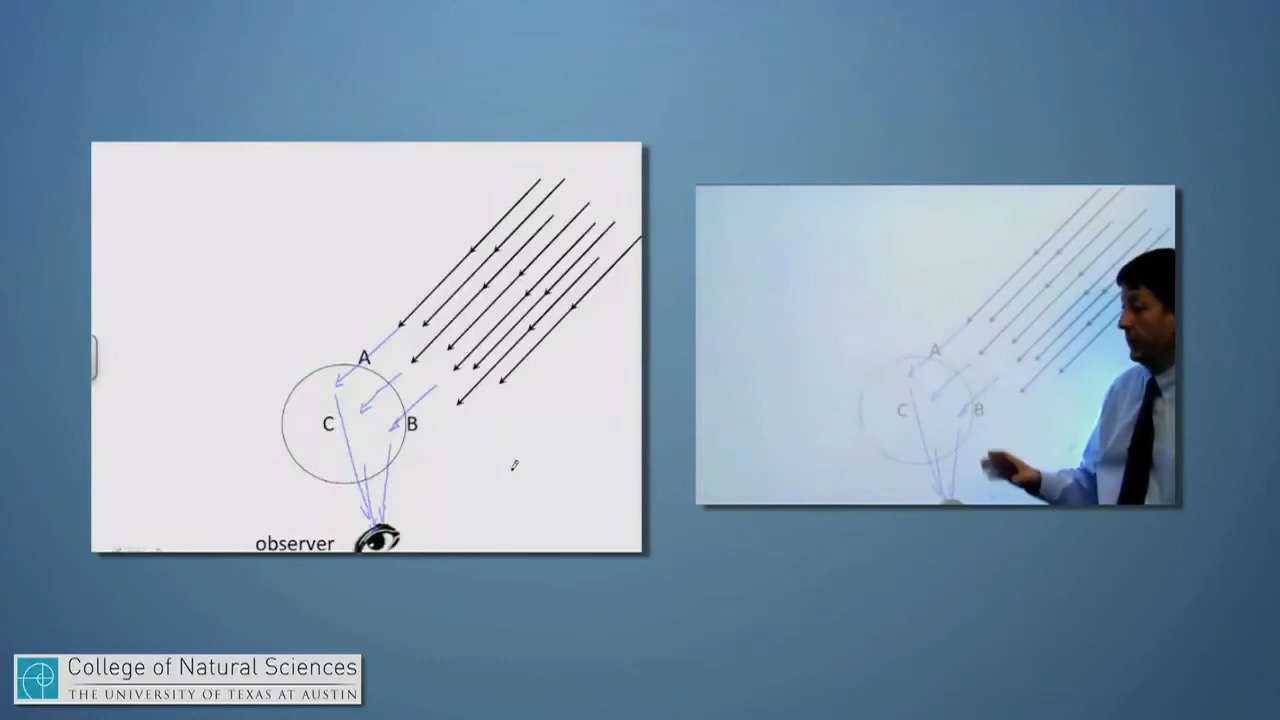 A
C
B
observer
A
C
B
College of Natural Sciences
THE UNIVERSITY OF TEXAS AT AUSTIN